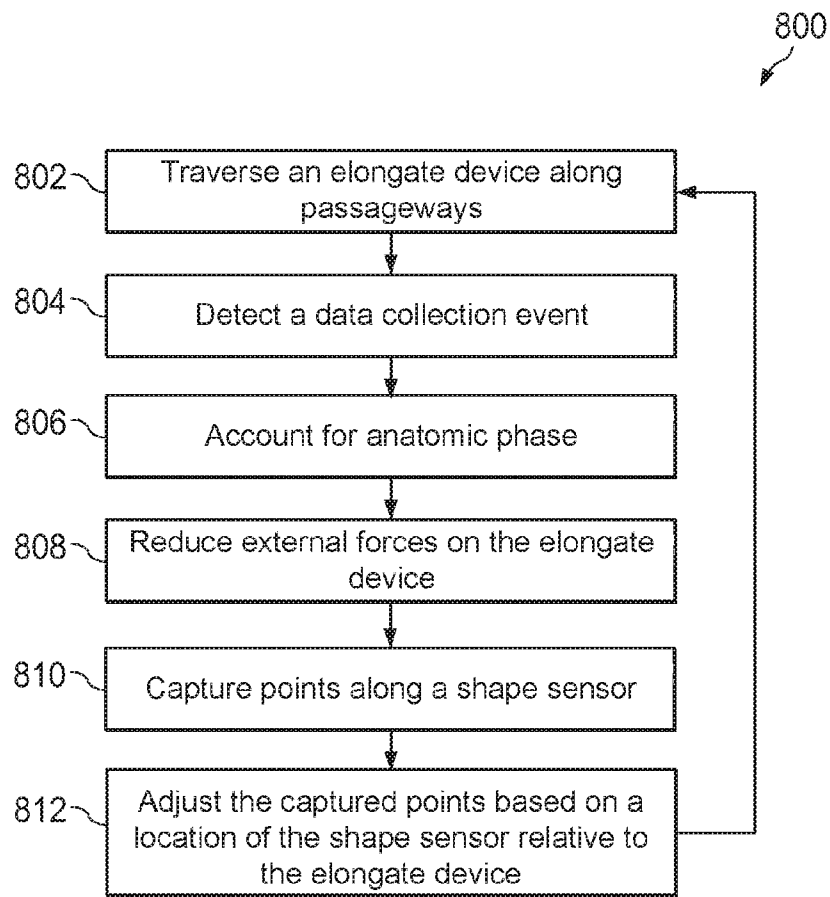 800
802
Traverse an elongate device along
passageways
804
Detect a data collection event
806
Account for anatomic phase
808
Reduce external forces on the elongate
device
810
Capture points along a shape sensor
812
Adjust the captured points based on a
location of the shape sensor relative to
the elongate device